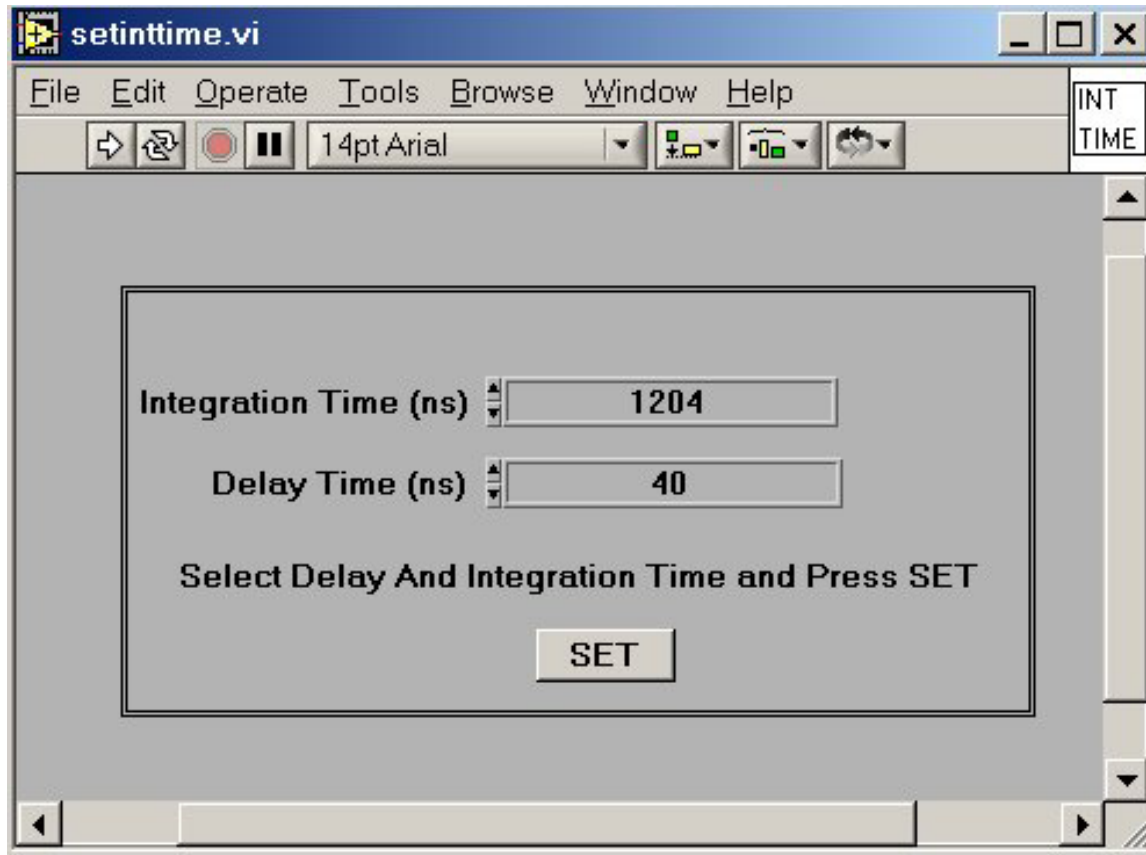 setinttime.vi
File Edit Operate Tools Browse Window Help
INT
TIME
14pt Arial
Integration Time (ns) 1204
Delay Time (ns) 40
Select Delay And Integration Time and Press SET
SET